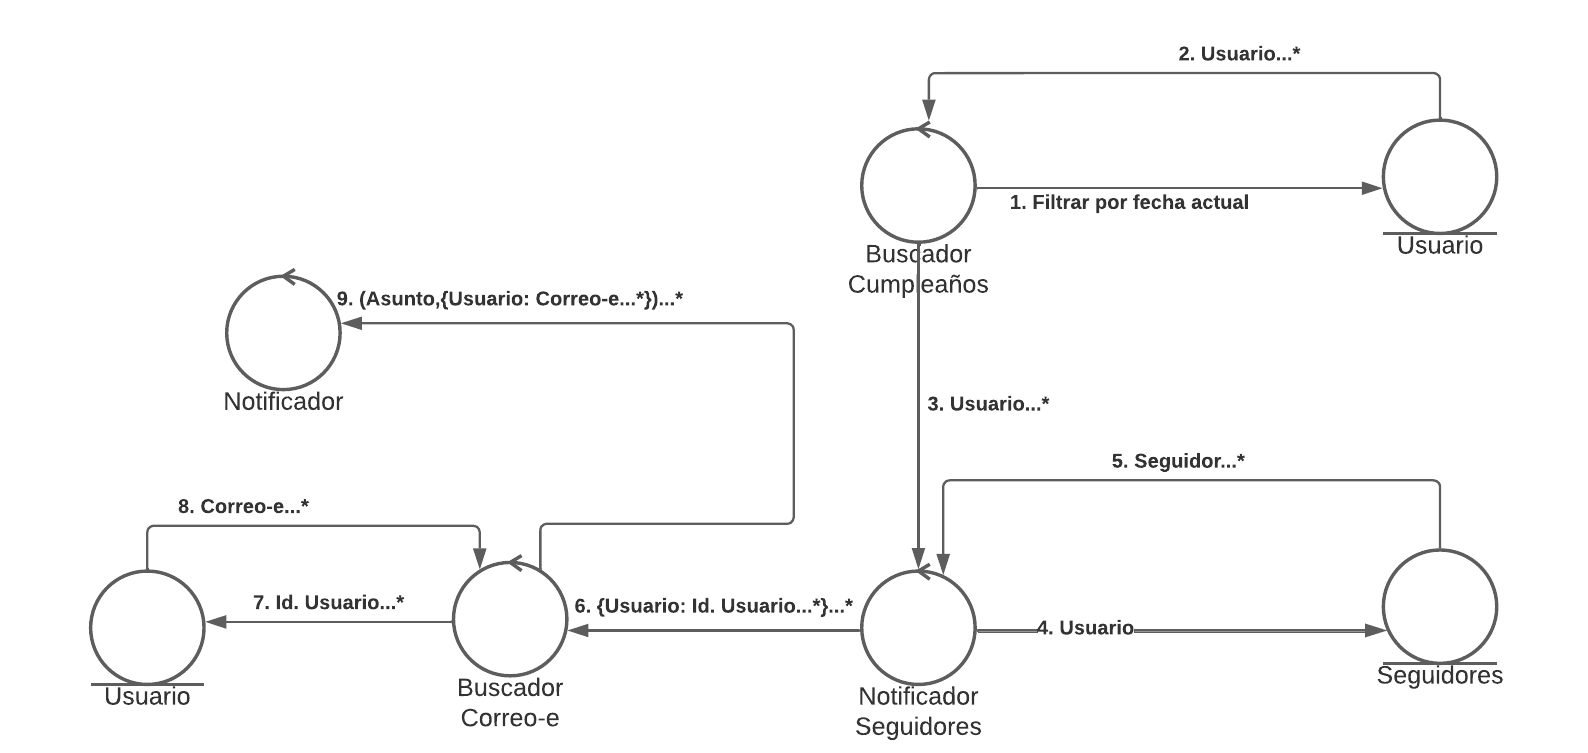 2. Usuario...*
1. Filtrar por fecha actual
Usuario
Buscador
Cumpleaños
9. (Asunto,{Usuario: Correo-e...*})...*
Notificador
3. Usuario...*
5. Seguidor...*
8. Correo-e...*
7. Id. Usuario...*
6. {Usuario: Id. Usuario...*}...*
4. Usuario
Usuario
Buscador
Correo-e
Notificador
Seguidores
Seguidores